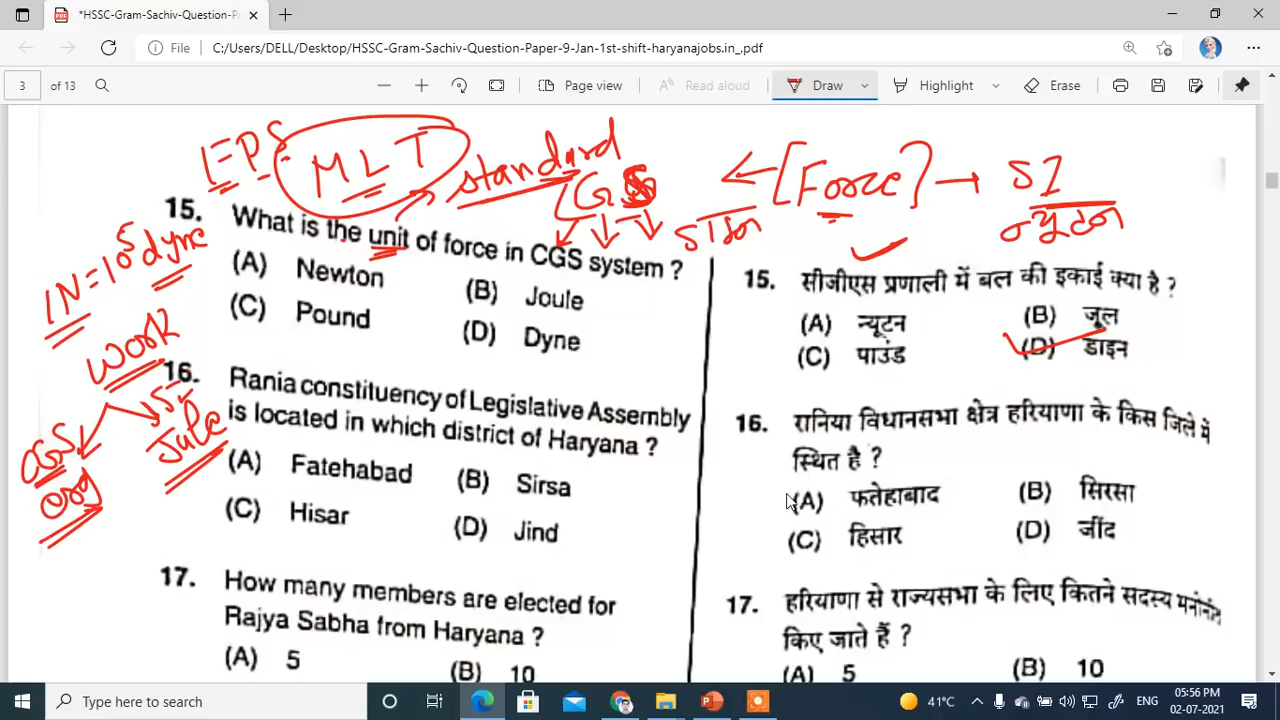 *HSSC-Gram-Sachiv-Question-P
File
C:/Users/DELL/Desktop/HSSC-Gram-Sachiv-Question-Paper-9-Jan-1st-shift-haryanajobs.in_.pdf
3 of 13
Page view
Read aloud
Draw
Highlight
Erase
MLT
standard
CGS
[Force] → SI
डाइन
न्यूटन
1N = 10⁵ dyne
work
CGS
SI
Jule
erg
15. What is the unit of force in CGS system ?
(A) Newton
(B) Joule
(C) Pound
(D) Dyne
16. Rania constituency of Legislative Assembly
is located in which district of Haryana ?
(A) Fatehabad
(B) Sirsa
(C) Hisar
(D) Jind
17. How many members are elected for
Rajya Sabha from Haryana ?
(A) 5
(B) 10
15. सीजीएस प्रणाली में बल की इकाई क्या है ?
(A) न्यूटन
(B) जूल
(C) पाउंड
(D) डाइन
16. रानिया विधानसभा क्षेत्र हरियाणा के किस जिले में
स्थित है ?
(A) फतेहाबाद
(B) सिरसा
(C) हिसार
(D) जींद
17. हरियाणा से राज्यसभा के लिए कितने सदस्य मनोनीत
किए जाते हैं ?
(A) 5
(B) 10
Type here to search
41°C
ENG
05:56 PM
02-07-2021